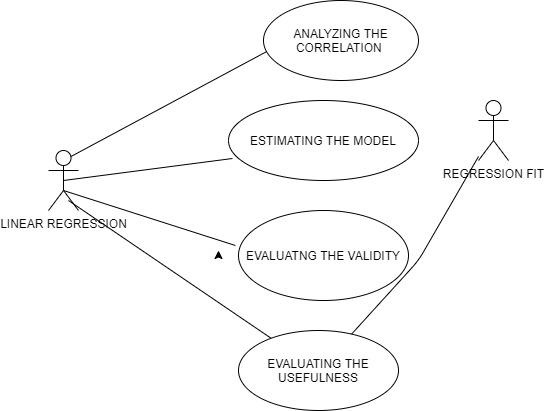 ANALYZING THE
CORRELATION
ESTIMATING THE MODEL
REGRESSION FIT
LINEAR REGRESSION
EVALUATNG THE VALIDITY
EVALUATING THE
USEFULNESS